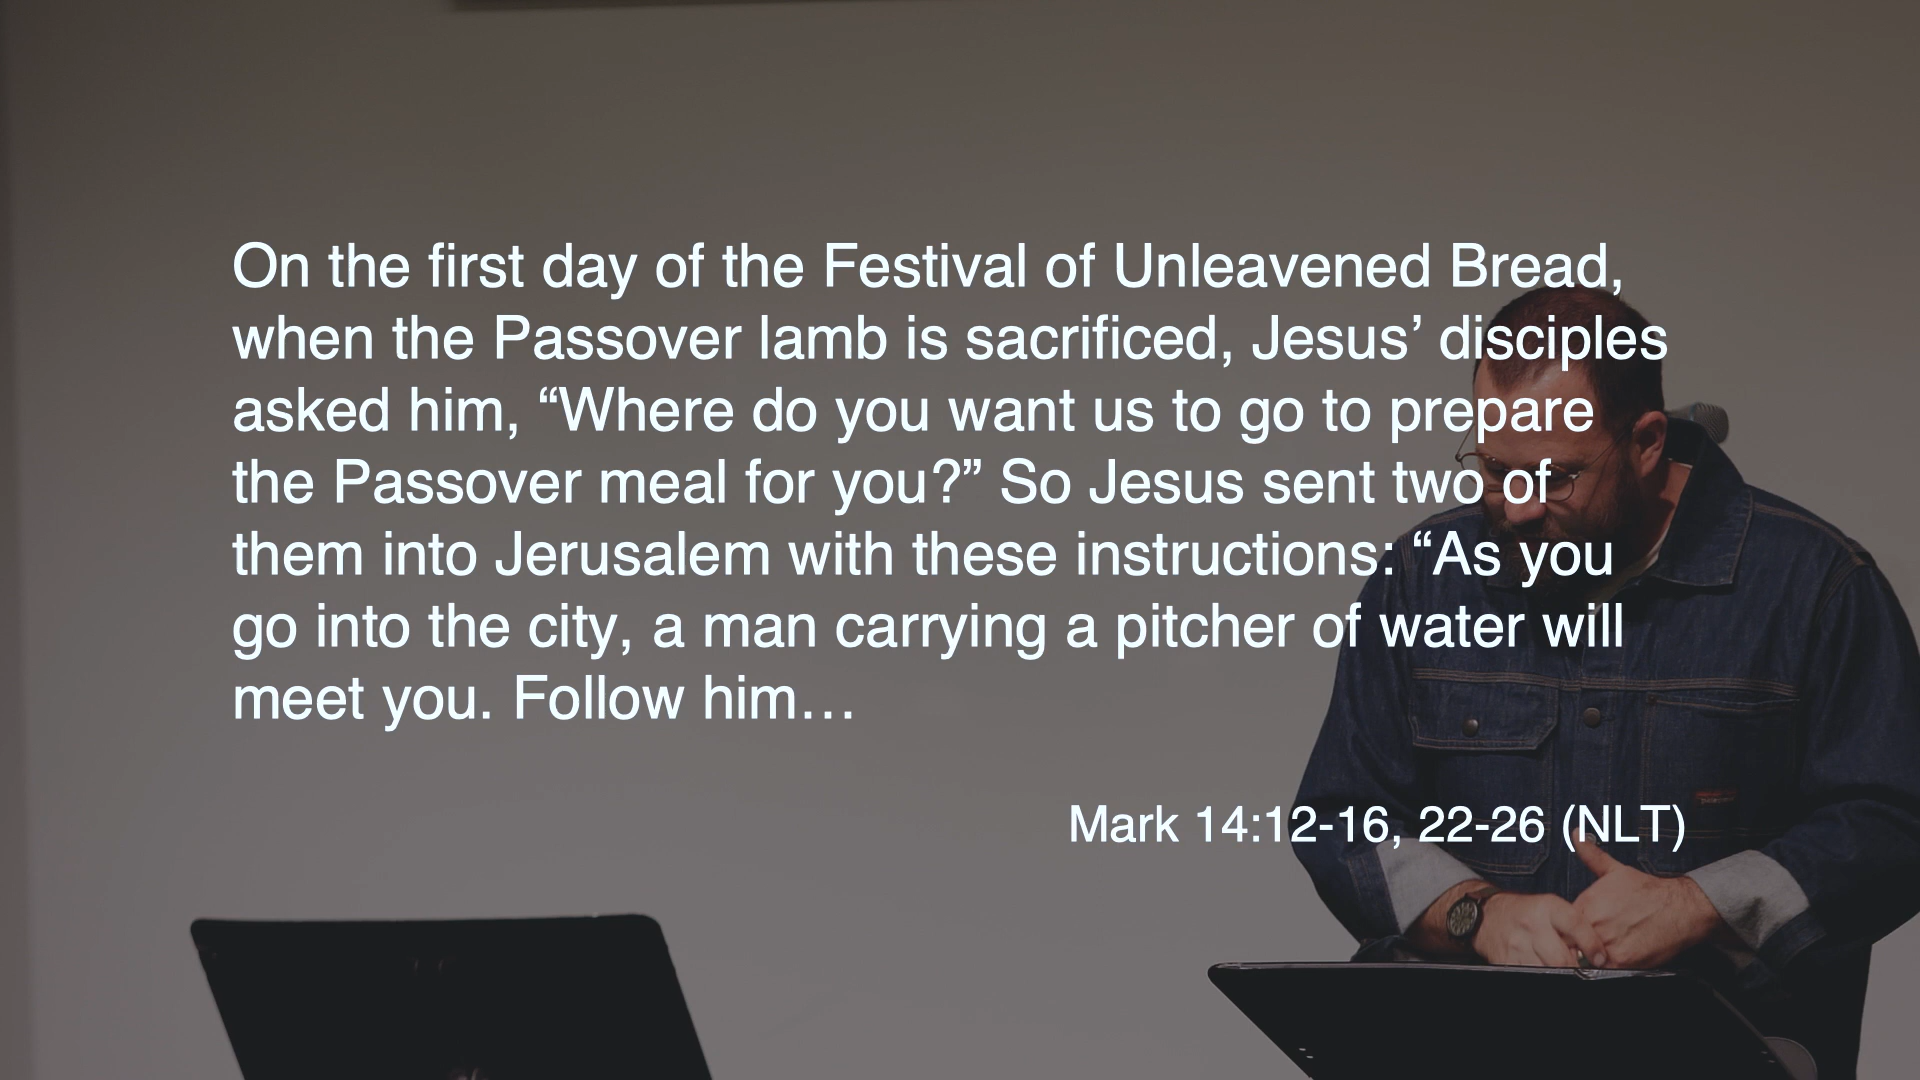 On the first day of the Festival of Unleavened Bread,
when the Passover lamb is sacrificed, Jesus’ disciples
asked him, “Where do you want us to go to prepare
the Passover meal for you?” So Jesus sent two of
them into Jerusalem with these instructions: “As you
go into the city, a man carrying a pitcher of water will
meet you. Follow him…
Mark 14:12-16, 22-26 (NLT)